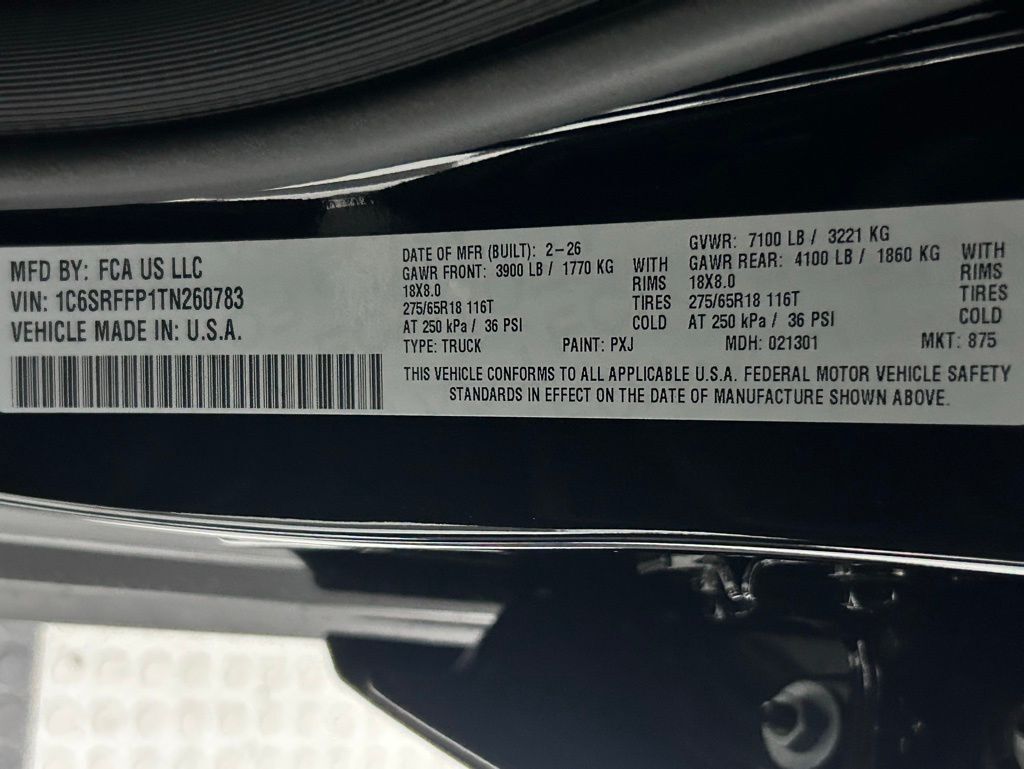 MFD BY: FCA US LLC
VIN: 1C6SRFFP1TN260783
VEHICLE MADE IN: U.S.A.
DATE OF MFR (BUILT): 2-26
GAWR FRONT: 3900 LB / 1770 KG WITH
18X8.0 RIMS
275/65R18 116T TIRES
AT 250 kPa / 36 PSI COLD
GVWR: 7100 LB / 3221 KG
GAWR REAR: 4100 LB / 1860 KG WITH
18X8.0 RIMS
275/65R18 116T TIRES
AT 250 kPa / 36 PSI COLD
TYPE: TRUCK PAINT: PXJ MDH: 021301 MKT: 875
THIS VEHICLE CONFORMS TO ALL APPLICABLE U.S.A. FEDERAL MOTOR VEHICLE SAFETY
STANDARDS IN EFFECT ON THE DATE OF MANUFACTURE SHOWN ABOVE.